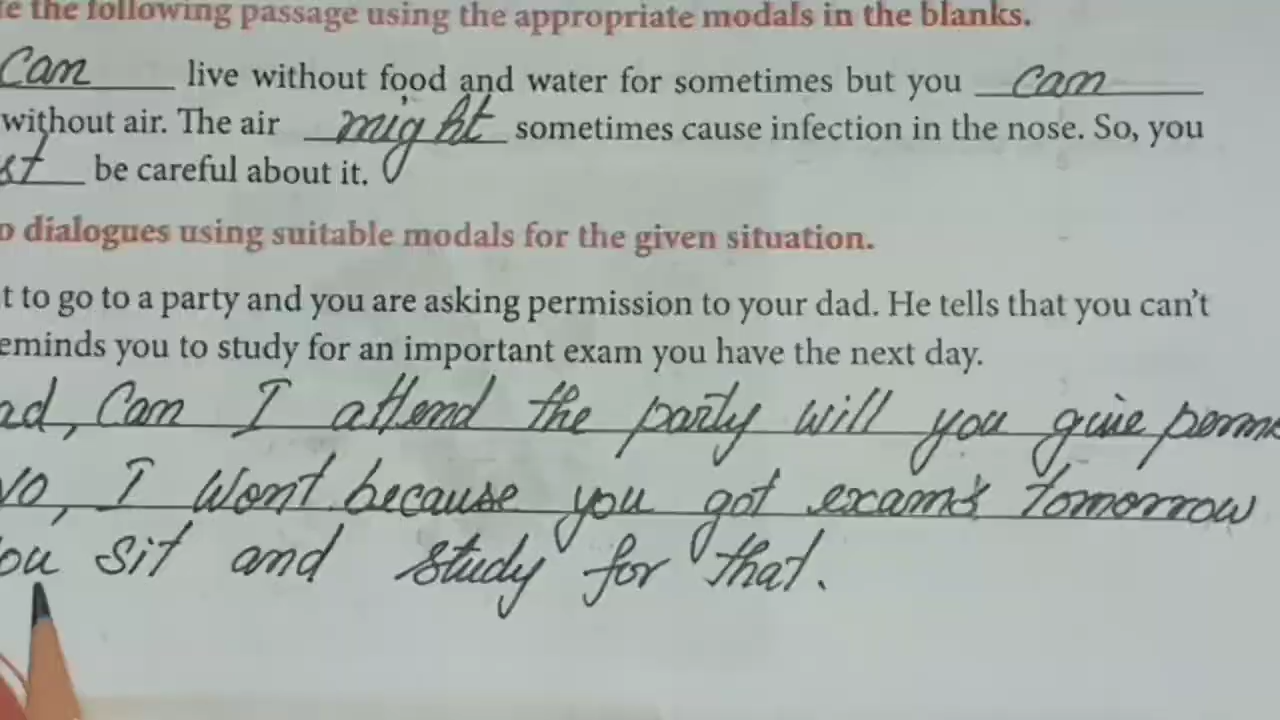 e the following passage using the appropriate modals in the blanks.
Can live without food and water for sometimes but you can
without air. The air might sometimes cause infection in the nose. So, you
st be careful about it.
o dialogues using suitable modals for the given situation.
t to go to a party and you are asking permission to your dad. He tells that you can't
eminds you to study for an important exam you have the next day.
ad, Can I attend the party will you give perm
No, I Wont because you got exams tomorrow
ou sit and study for that.